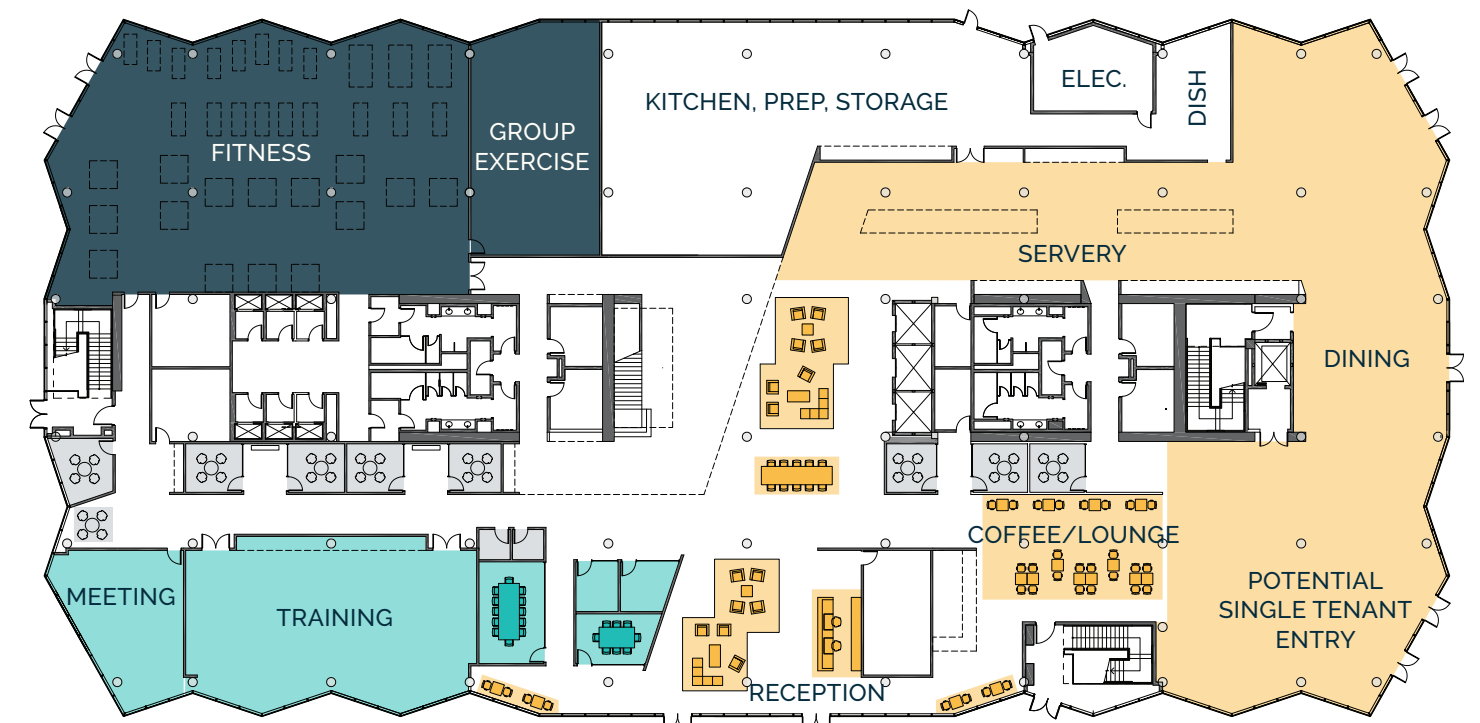 FITNESS
GROUP
EXERCISE
KITCHEN, PREP, STORAGE
ELEC.
DISH
SERVERY
DINING
COFFEE/LOUNGE
MEETING
TRAINING
POTENTIAL
SINGLE TENANT
ENTRY
RECEPTION